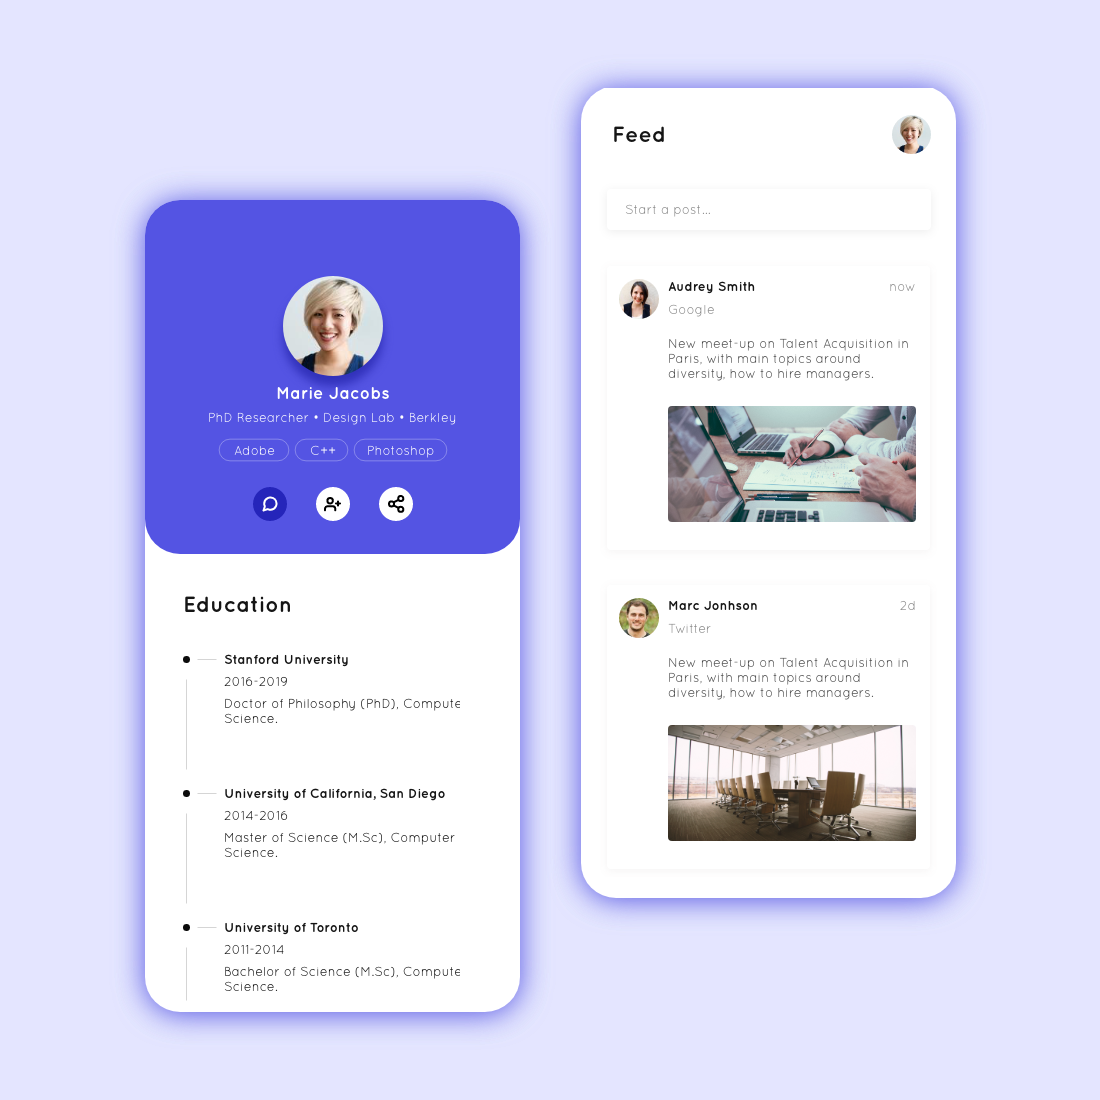 Marie Jacobs
PhD Researcher • Design Lab • Berkley
Adobe C++ Photoshop
Education
Stanford University
2016-2019
Doctor of Philosophy (PhD), Compute
Science.
University of California, San Diego
2014-2016
Master of Science (M.Sc), Computer
Science.
University of Toronto
2011-2014
Bachelor of Science (M.Sc), Compute
Science.
Feed
Start a post...
Audrey Smith now
Google
New meet-up on Talent Acquisition in
Paris, with main topics around
diversity, how to hire managers.
Marc Jonhson 2d
Twitter
New meet-up on Talent Acquisition in
Paris, with main topics around
diversity, how to hire managers.